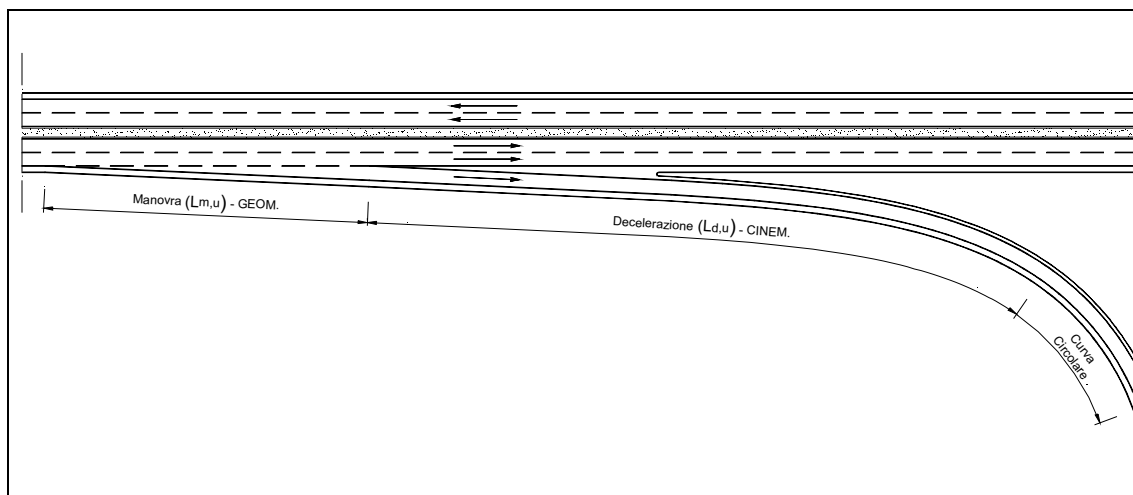 Manovra (Lm,u) - GEOM.
Decelerazione (Ld,u) - CINEM.
Curva
Circolare .